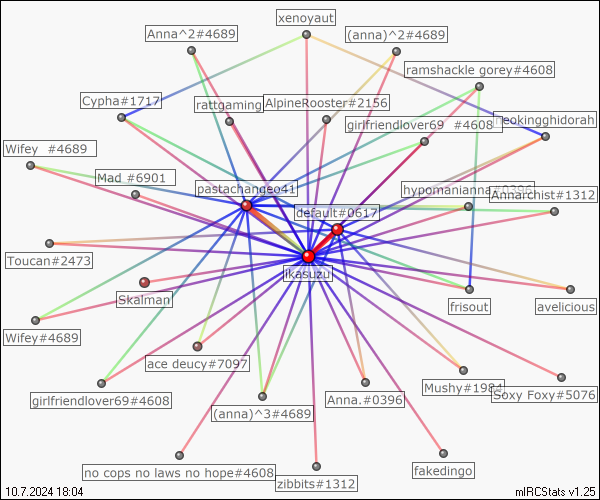 xenoyaut
Anna^2#4689
(anna)^2#4689
ramshackle gorey#4608
Cypha#1717
rattgaming
AlpineRooster#2156
girlfriendlover69 #4608
neokingghidorah
Wifey #4689
Mad #6901
pastachangeo41
hypomanianna#0396
Annarchist#1312
default#0617
Toucan#2473
ikasuzu
Skalman
frisout
avelicious
Wifey#4689
ace deucy#7097
Mushy#1984
Soxy Foxy#5076
girlfriendlover69#4608
(anna)^3#4689
Anna.#0396
no cops no laws no hope#4608
zibbits#1312
fakedingo
10.7.2024 18:04
mIRCStats v1.25